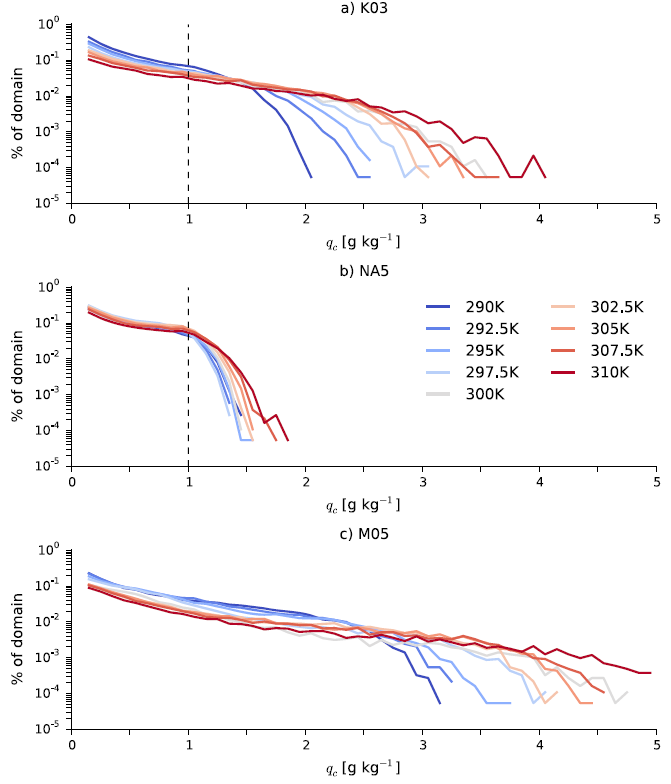 a) K03
10^0
10^-1
10^-2
10^-3
10^-4
10^-5
% of domain
0 1 2 3 4 5
q_c [g kg^-1]
b) NA5
10^0
10^-1
10^-2
10^-3
10^-4
10^-5
% of domain
290K 302.5K
292.5K 305K
295K 307.5K
297.5K 310K
300K
0 1 2 3 4 5
q_c [g kg^-1]
c) M05
10^0
10^-1
10^-2
10^-3
10^-4
10^-5
% of domain
0 1 2 3 4 5
q_c [g kg^-1]